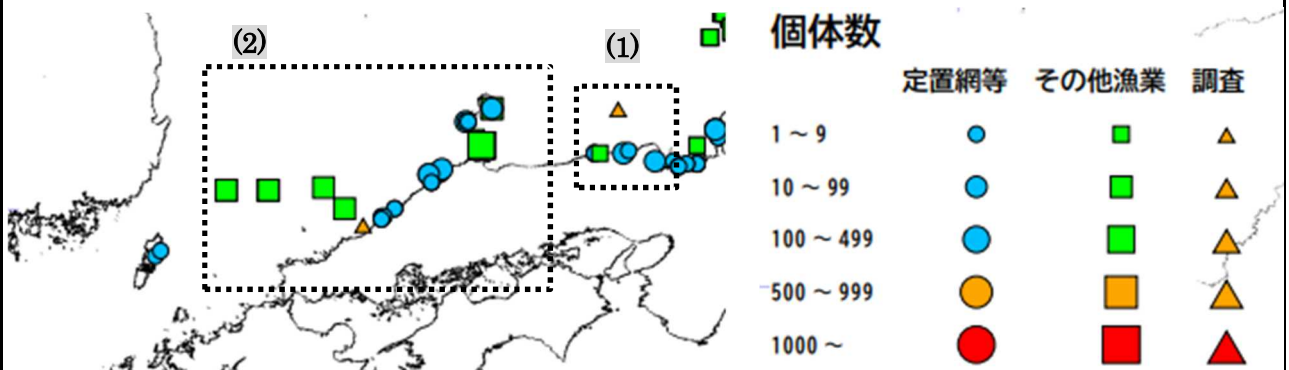 (2)
(1)
個体数
定置網等 その他漁業 調査
1 ~ 9
10 ~ 99
100 ~ 499
500 ~ 999
1000 ~